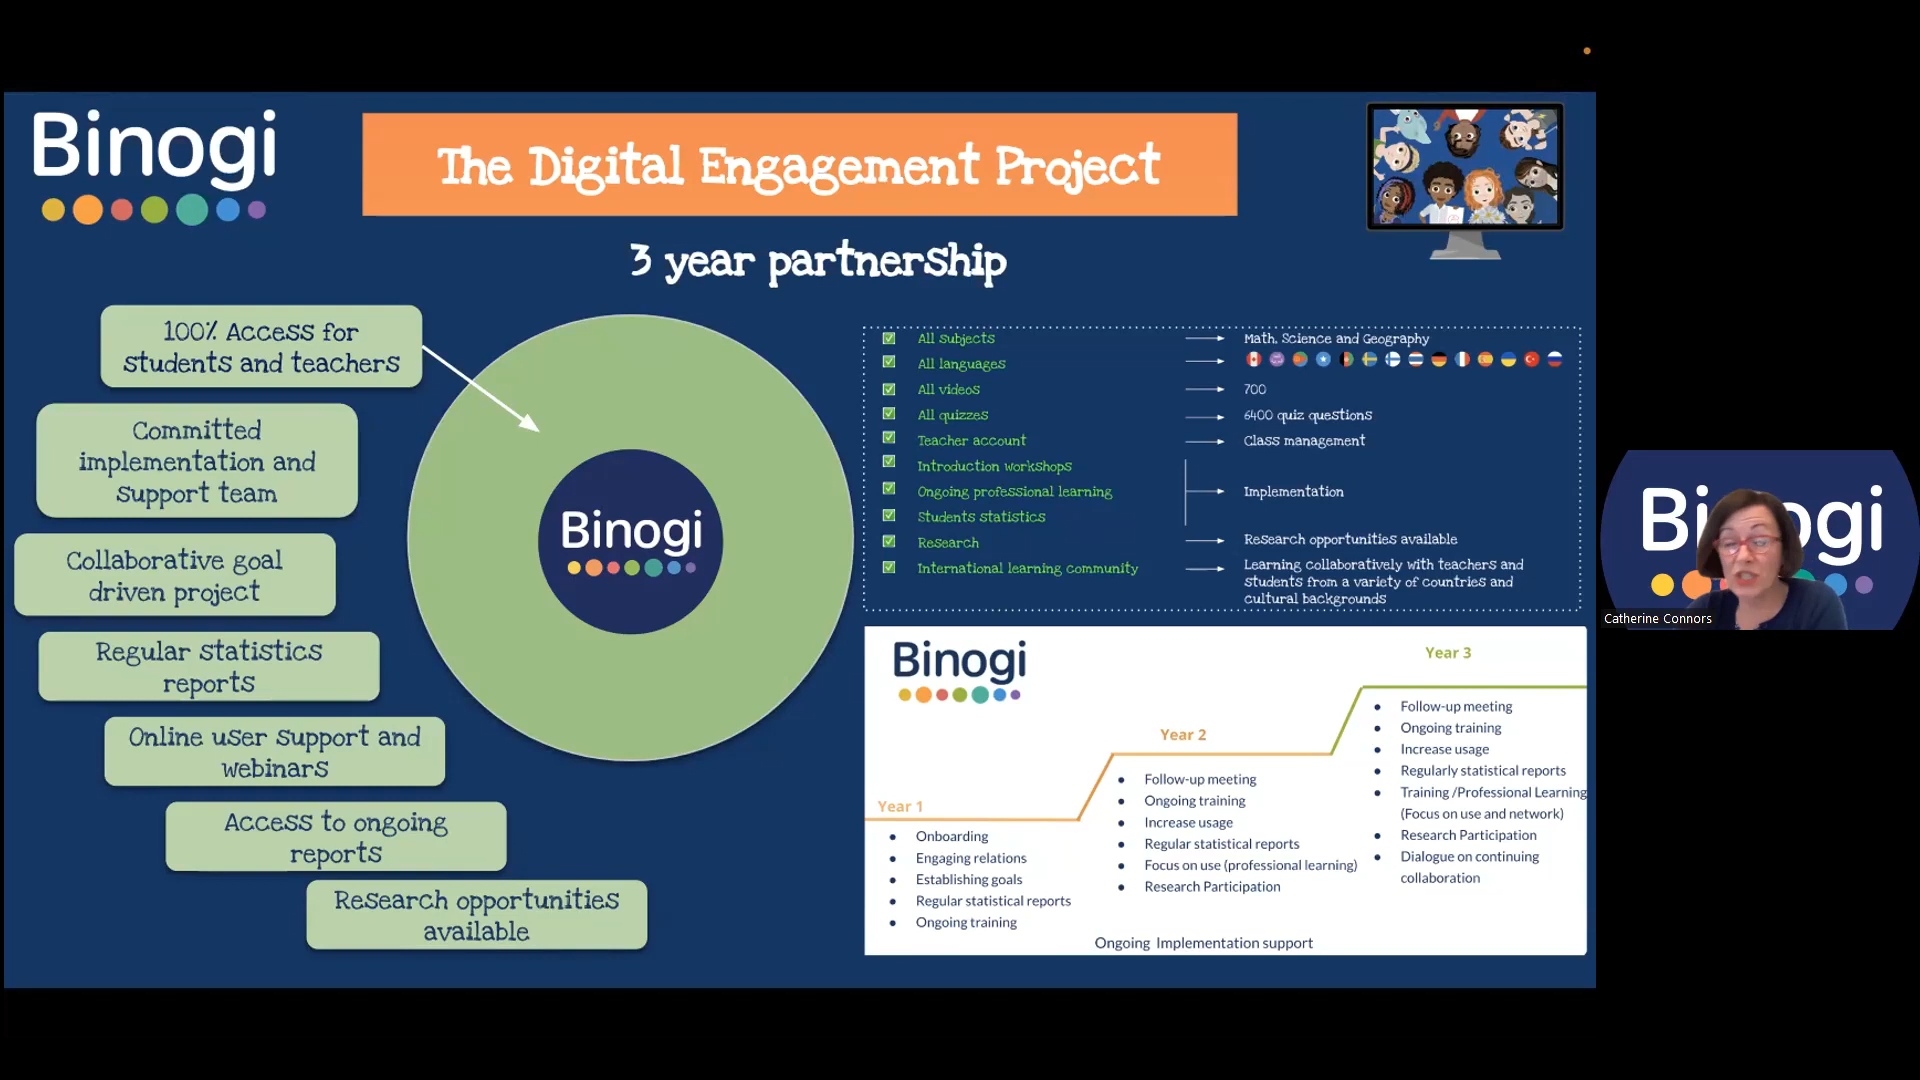 Binogi
The Digital Engagement Project
3 year partnership
100% Access for
students and teachers
Committed
implementation and
support team
Collaborative goal
driven project
Regular statistics
reports
Online user support and
webinars
Access to ongoing
reports
Research opportunities
available
Binogi
All subjects
Math, Science and Geography
All languages
All videos
700
All quizzes
6400 quiz questions
Teacher account
Class management
Introduction workshops
Ongoing professional learning
Students statistics
Implementation
Research
Research opportunities available
International learning community
Learning collaboratively with teachers and
students from a variety of countries and
cultural backgrounds
Binogi
Year 1
Onboarding
Engaging relations
Establishing goals
Regular statistical reports
Ongoing training
Year 2
Follow-up meeting
Ongoing training
Increase usage
Regular statistical reports
Focus on use (professional learning)
Research Participation
Year 3
Follow-up meeting
Ongoing training
Increase usage
Regularly statistical reports
Training /Professional Learning
(Focus on use and network)
Research Participation
Dialogue on continuing
collaboration
Ongoing Implementation support
Bi ogi
Catherine Connors